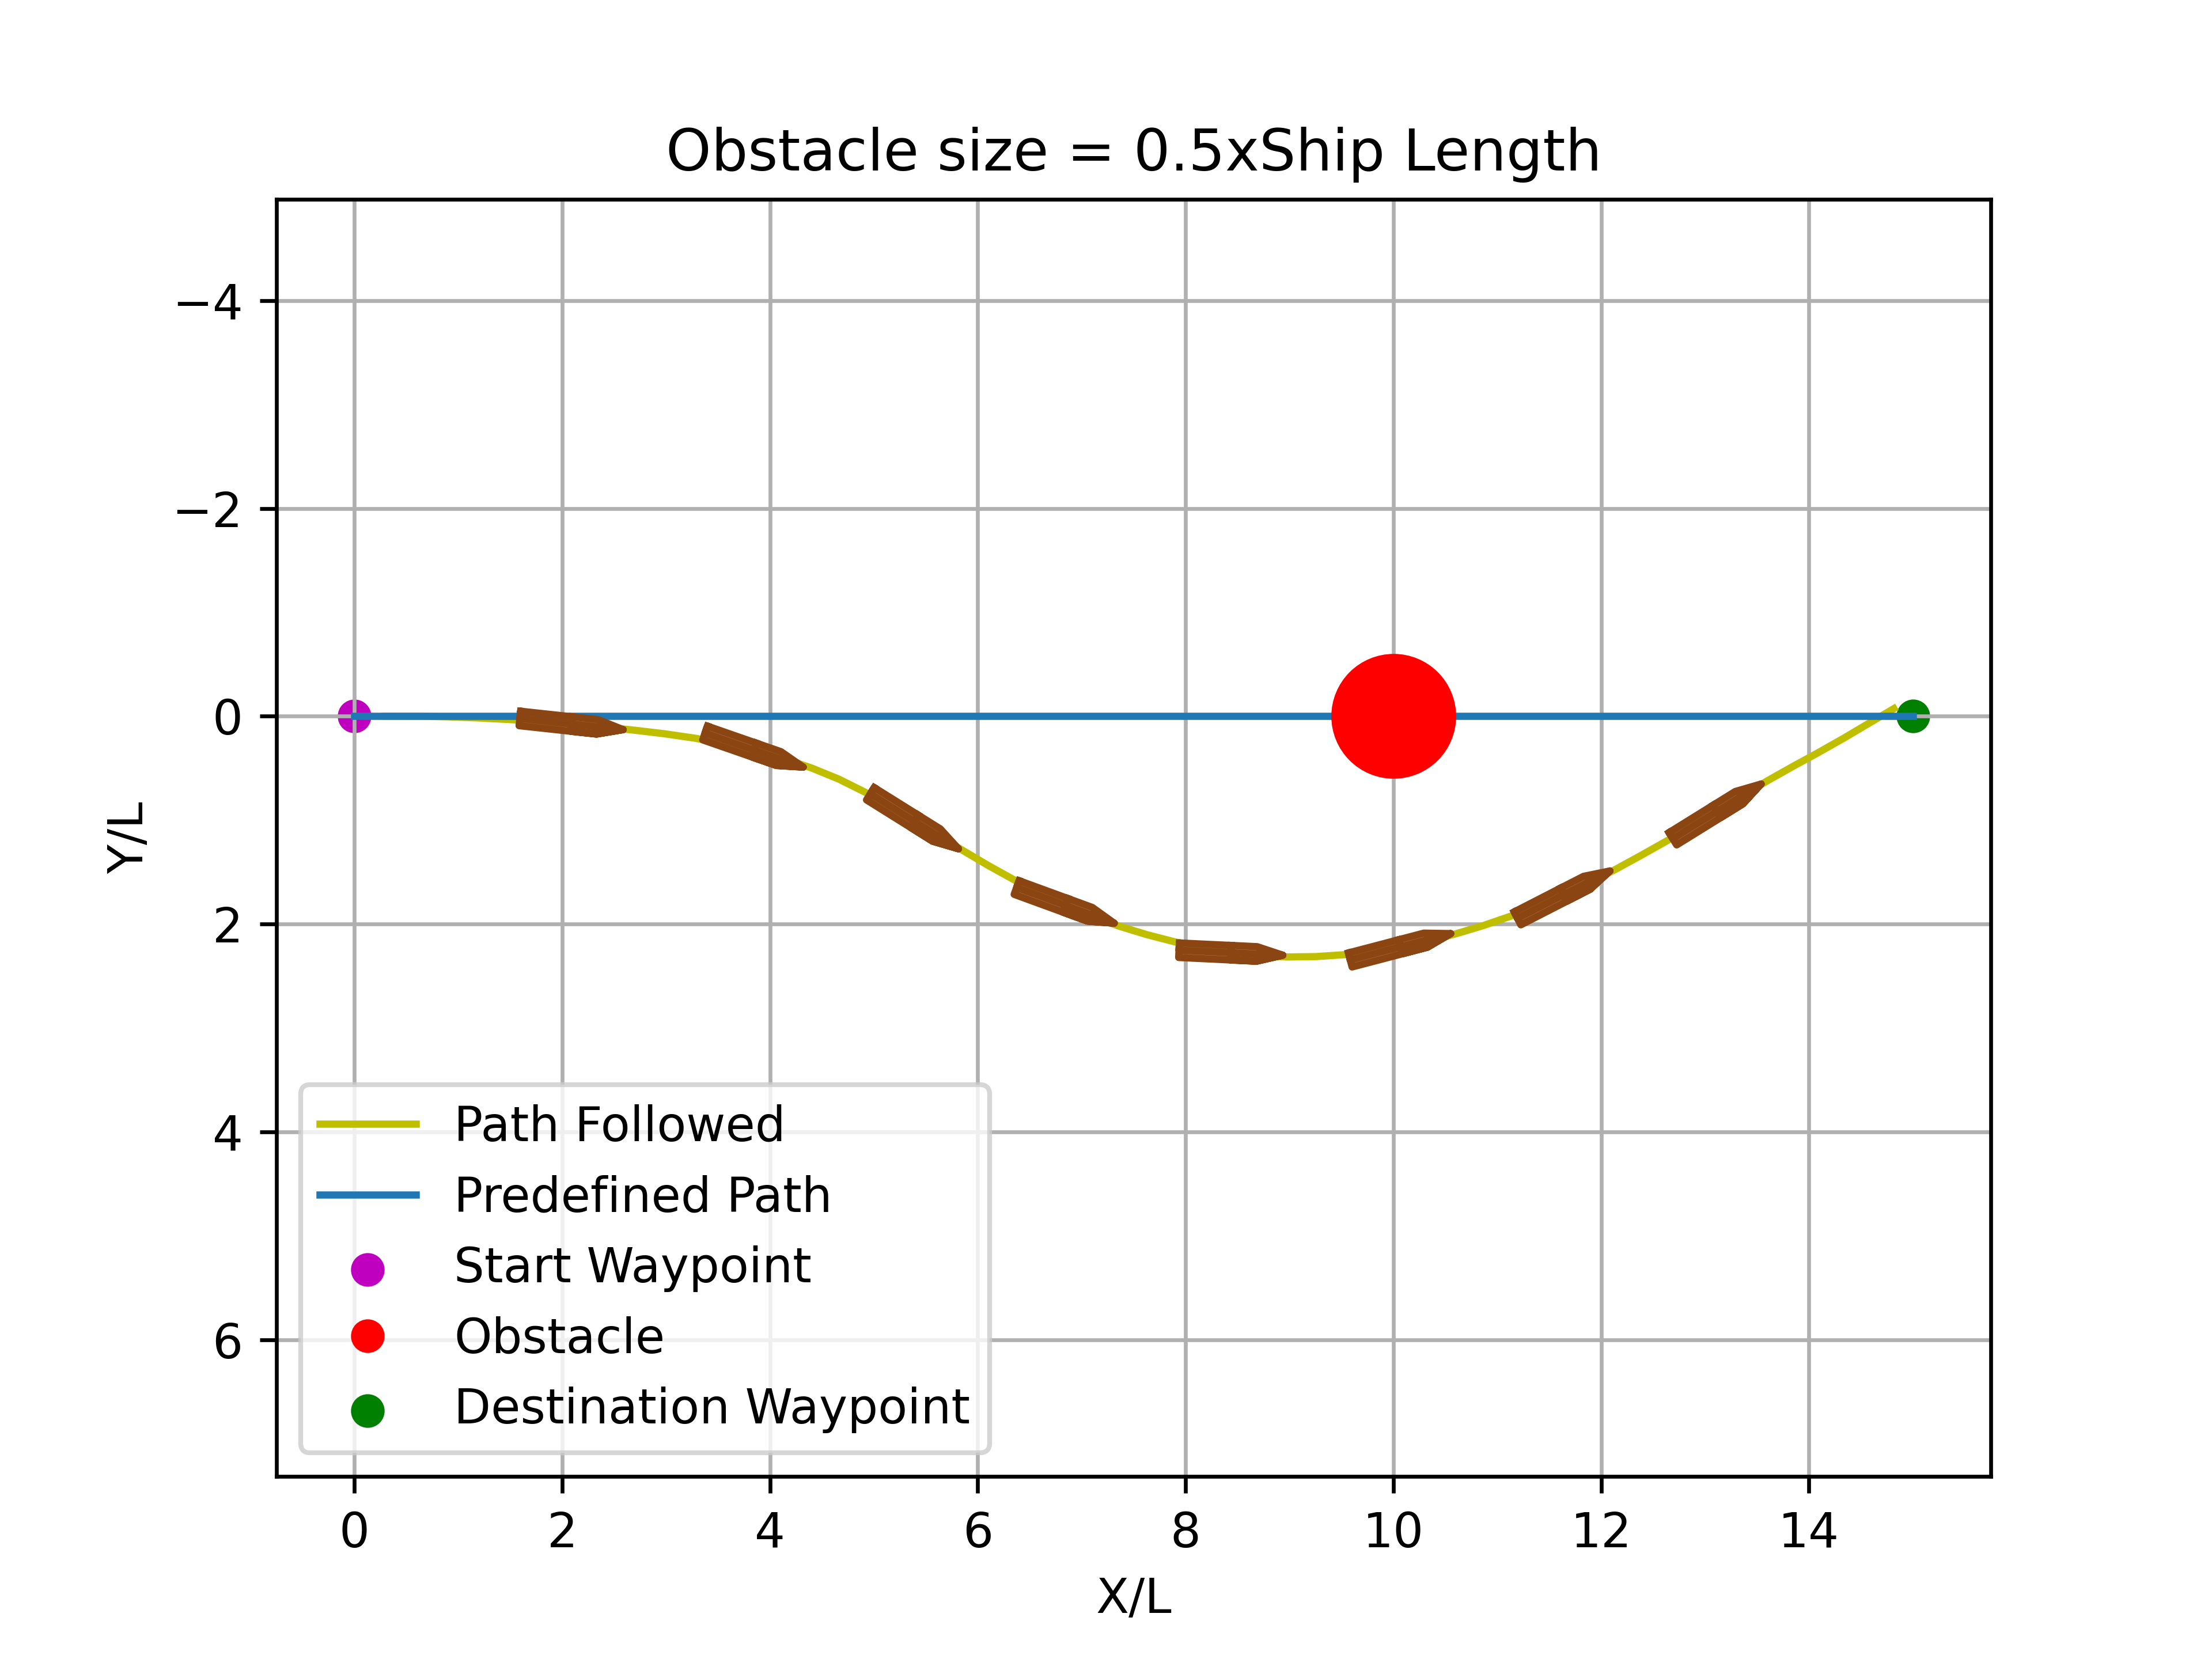 Obstacle size = 0.5xShip Length
−4
−2
0
2
4
6
Y/L
Path Followed
Predefined Path
Start Waypoint
Obstacle
Destination Waypoint
0 2 4 6 8 10 12 14
X/L